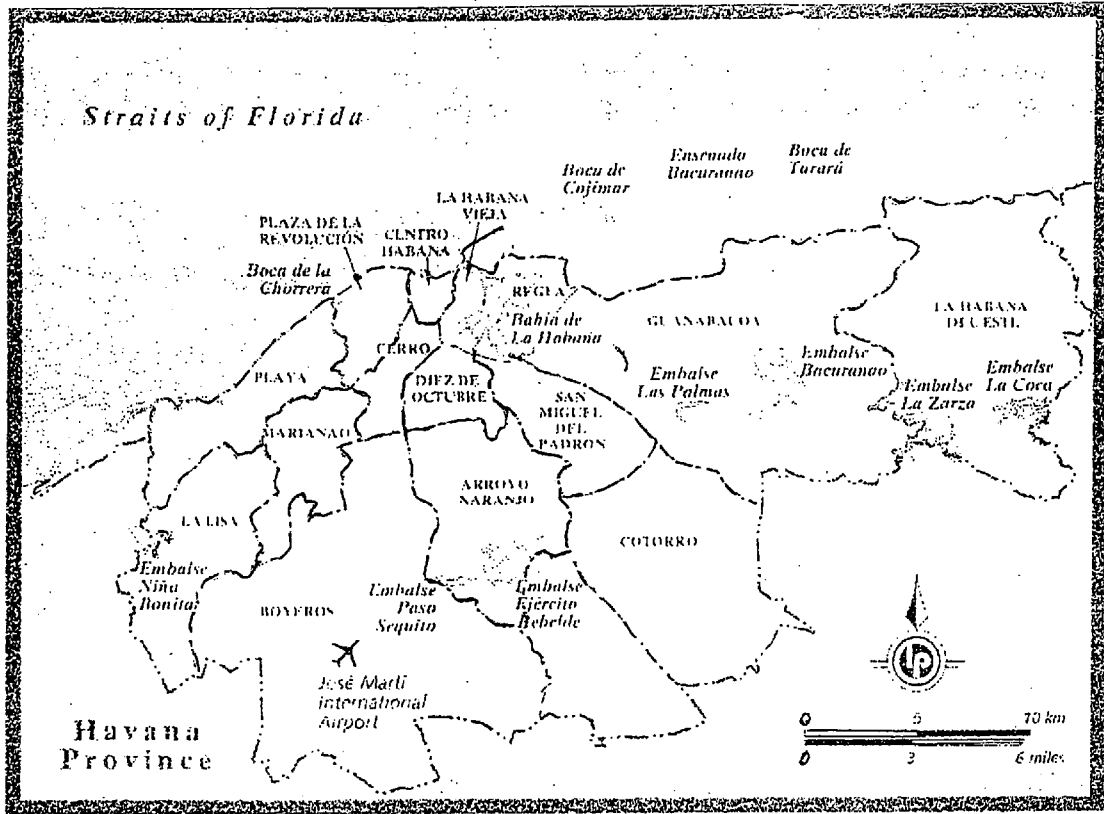 Straits of Florida
Boca de
Cojimar
Ensenada
Bacuranao
Boca de
Tarará
LA HABANA
VIEJA
PLAZA DE LA
REVOLUCIÓN
CENTRO
HABANA
Boca de la
Chorrera
REGLA
Bahía de
La Habana
GUANABACOA
LA HABANA
DEL ESTE
CERRO
PLAYA
DIEZ DE
OCTUBRE
Embalse
Las Palmas
Embalse
Bacuranao
Embalse
La Zarza
Embalse
La Coca
SAN
MIGUEL
DEL
PADRON
MARIANAO
ARROYO
NARANJO
LA LISA
COTORRO
Embalse
Niña
Bonita
BOYEROS
Embalse
Paso
Sequito
Embalse
Ejército
Rebelde
José Martí
International
Airport
Havana
Province
lp
0 5 10 km
0 3 6 miles